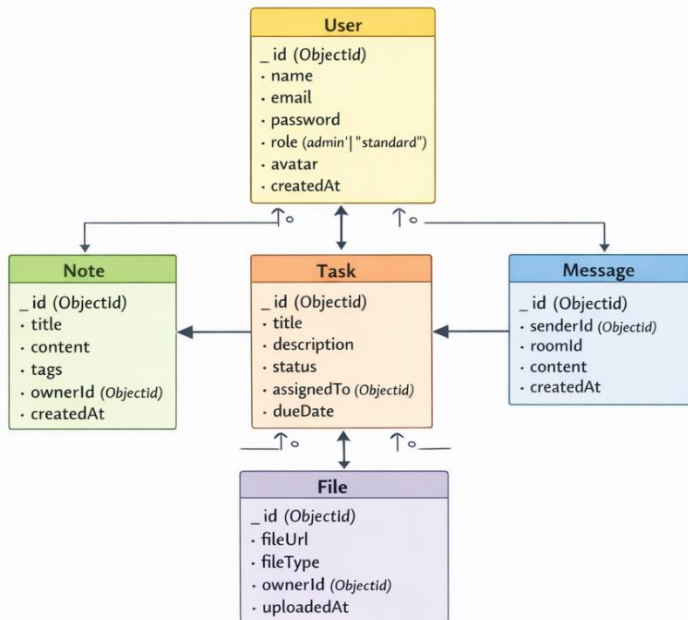 User
_id (ObjectId)
· name
· email
· password
· role (admin'| "standard")
· avatar
· createdAt
Note
_id (ObjectId)
· title
· content
· tags
· ownerId (ObjectId)
· createdAt
Task
_id (ObjectId)
· title
· description
· status
· assignedTo (ObjectId)
· dueDate
Message
_id (ObjectId)
· senderId (ObjectId)
· roomId
· content
· createdAt
File
_id (ObjectId)
· fileUrl
· fileType
· ownerId (ObjectId)
· uploadedAt